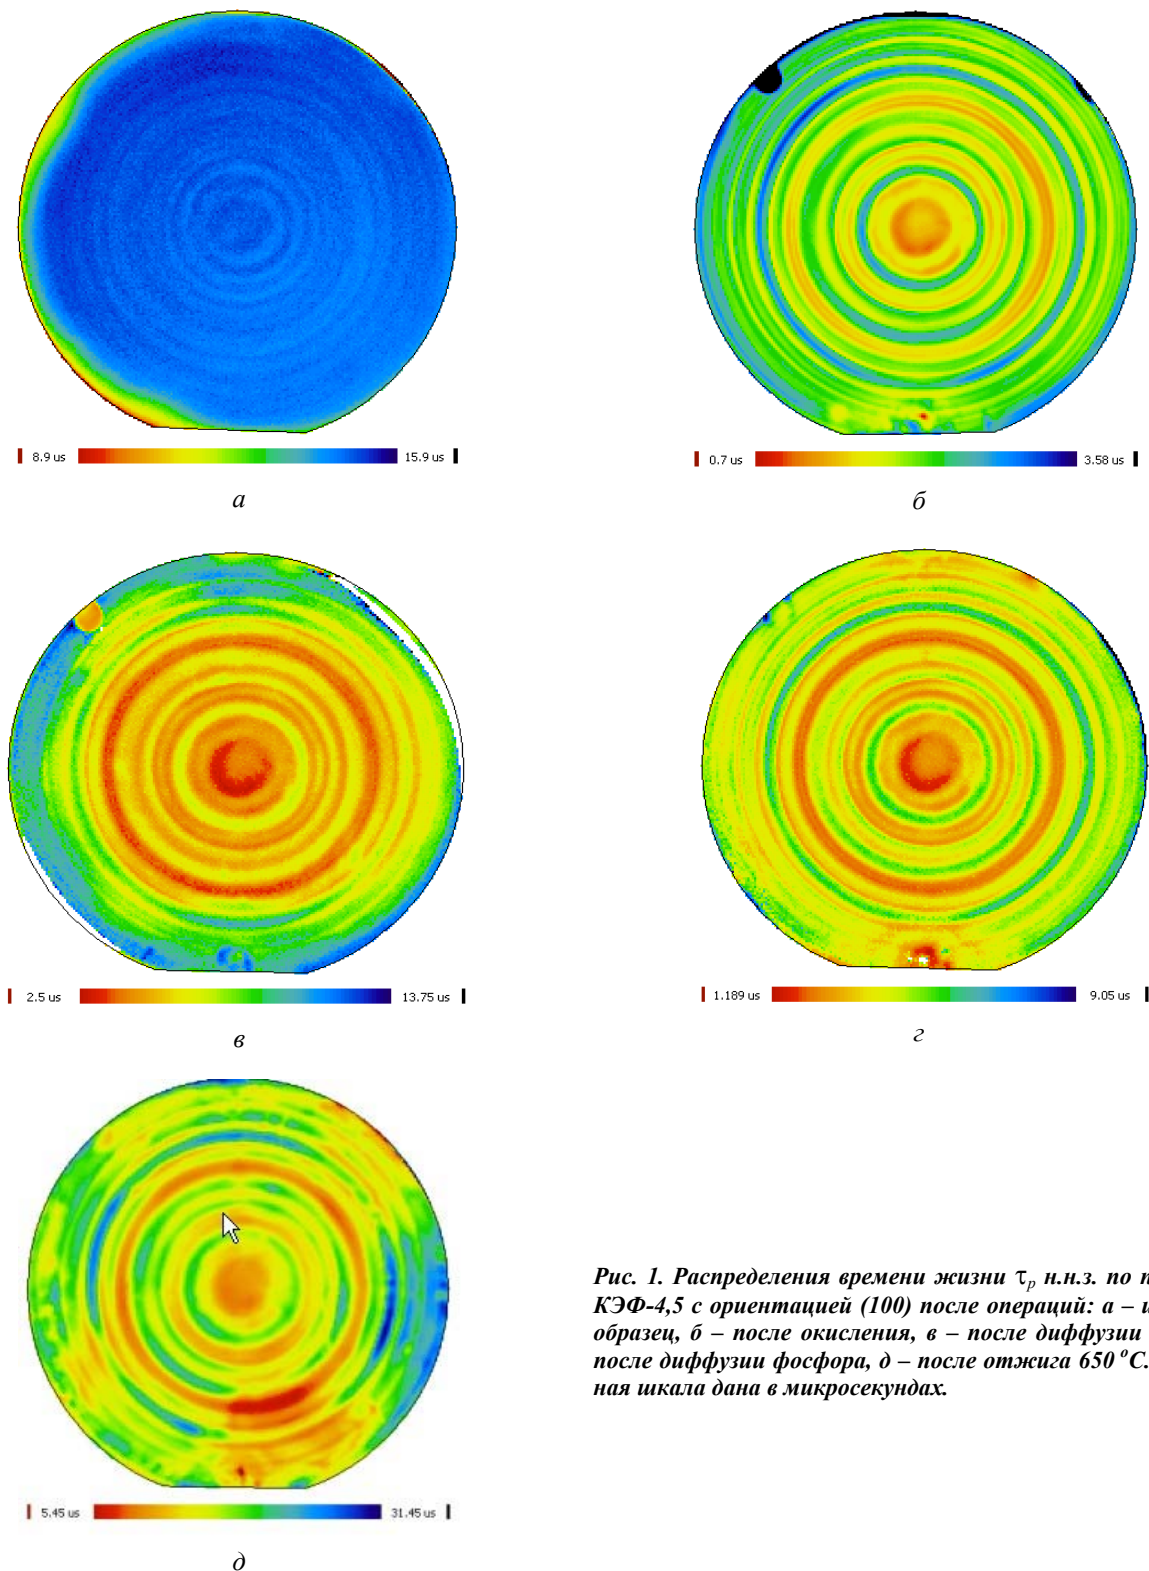 8.9 us 15.9 us
0.7 us 3.58 us
а
б
2.5 us 13.75 us
1.189 us 9.05 us
в
г
5.45 us 31.45 us
д
Рис. 1. Распределения времени жизни τp н.н.з. по
КЭФ-4,5 с ориентацией (100) после операций: а –
образец, б – после окисления, в – после диффузии
после диффузии фосфора, д – после отжига 650 °С.
ная шкала дана в микросекундах.